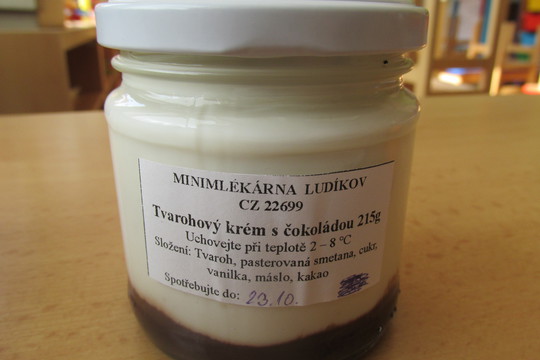 MINIMLÉKÁRNA LUDÍKOV
CZ 22699
Tvarohový krém s čokoládou 215g
Uchovejte při teplotě 2 – 8 °C
Složení: Tvaroh, pasterovaná smetana, cukr,
vanilka, máslo, kakao
Spotřebujte do: 23.10.